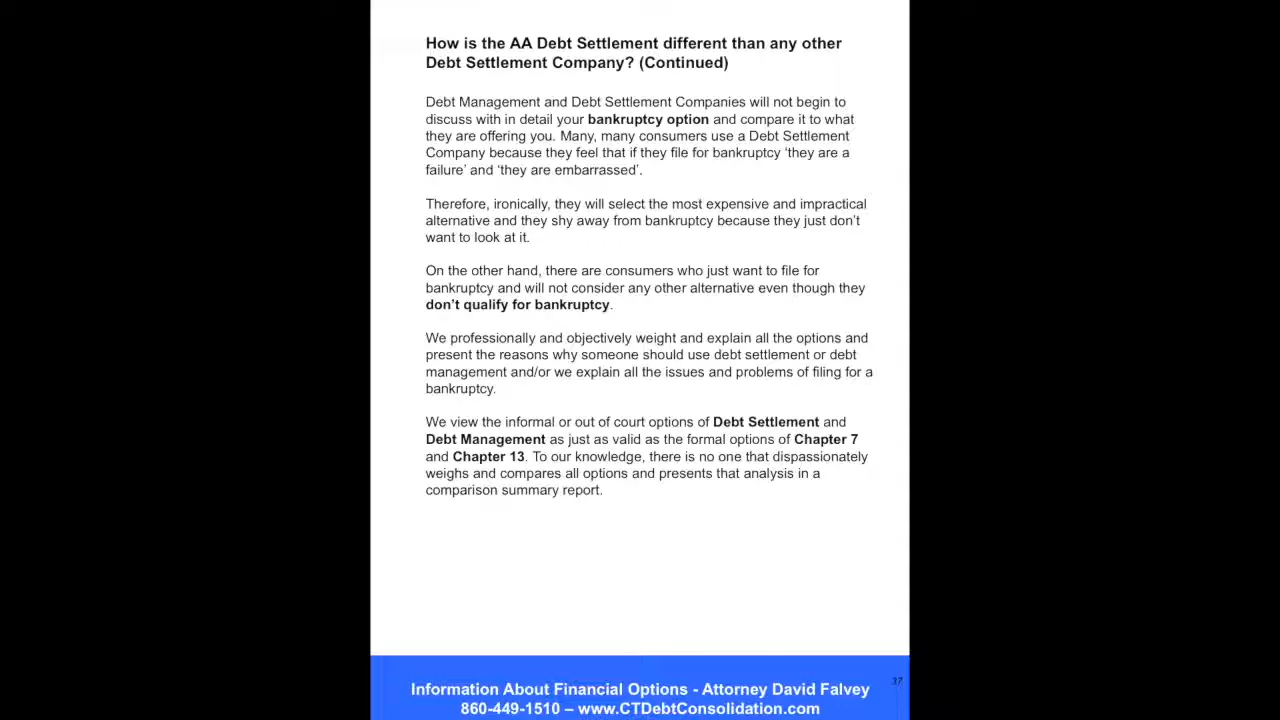 How is the AA Debt Settlement different than any other
Debt Settlement Company? (Continued)
Debt Management and Debt Settlement Companies will not begin to
discuss with in detail your bankruptcy option and compare it to what
they are offering you. Many, many consumers use a Debt Settlement
Company because they feel that if they file for bankruptcy ‘they are a
failure’ and ‘they are embarrassed’.
Therefore, ironically, they will select the most expensive and impractical
alternative and they shy away from bankruptcy because they just don’t
want to look at it.
On the other hand, there are consumers who just want to file for
bankruptcy and will not consider any other alternative even though they
don’t qualify for bankruptcy.
We professionally and objectively weight and explain all the options and
present the reasons why someone should use debt settlement or debt
management and/or we explain all the issues and problems of filing for a
bankruptcy.
We view the informal or out of court options of Debt Settlement and
Debt Management as just as valid as the formal options of Chapter 7
and Chapter 13. To our knowledge, there is no one that dispassionately
weighs and compares all options and presents that analysis in a
comparison summary report.
37
Information About Financial Options - Attorney David Falvey
860-449-1510 – www.CTDebtConsolidation.com